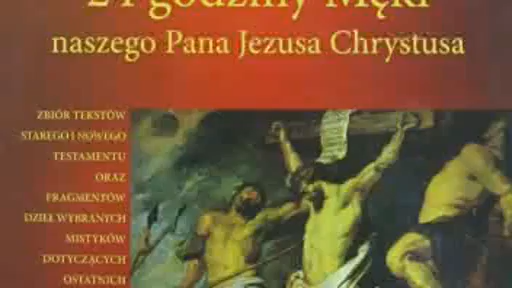 24 godziny Męki
naszego Pana Jezusa Chrystusa
ZBIÓR TEKSTÓW
STAREGO I NOWEGO
TESTAMENTU
ORAZ
FRAGMENTÓW
DZIEŁ WYBRANYCH
MISTYKÓW
DOTYCZĄCYCH
OSTATNICH